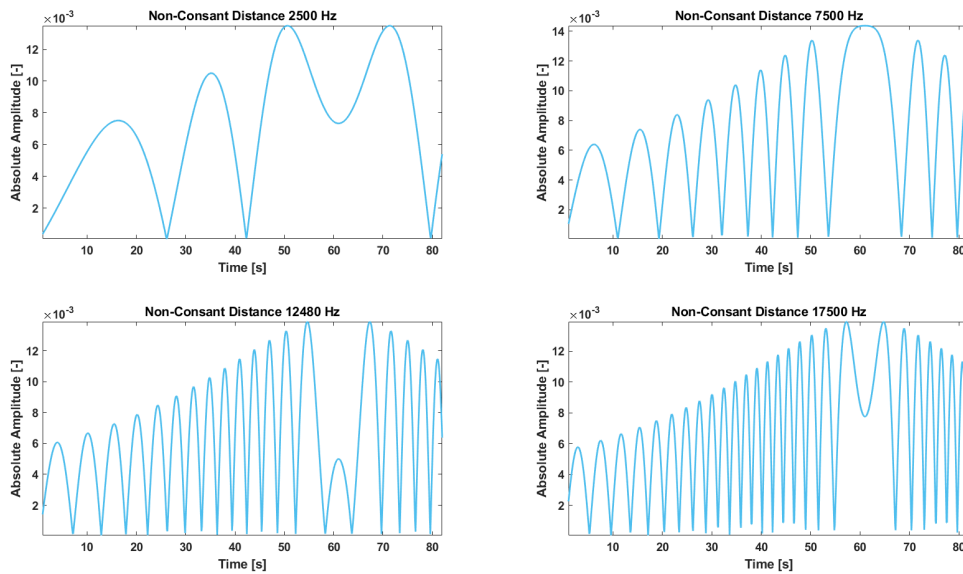 Non-Consant Distance 2500 Hz
×10⁻³
12
10
8
6
4
2
Absolute Amplitude [-]
10 20 30 40 50 60 70 80
Time [s]
Non-Consant Distance 7500 Hz
×10⁻³
14
12
10
8
6
4
2
Absolute Amplitude [-]
10 20 30 40 50 60 70 80
Time [s]
Non-Consant Distance 12480 Hz
×10⁻³
12
10
8
6
4
2
Absolute Amplitude [-]
10 20 30 40 50 60 70 80
Time [s]
Non-Consant Distance 17500 Hz
×10⁻³
12
10
8
6
4
2
Absolute Amplitude [-]
10 20 30 40 50 60 70 80
Time [s]